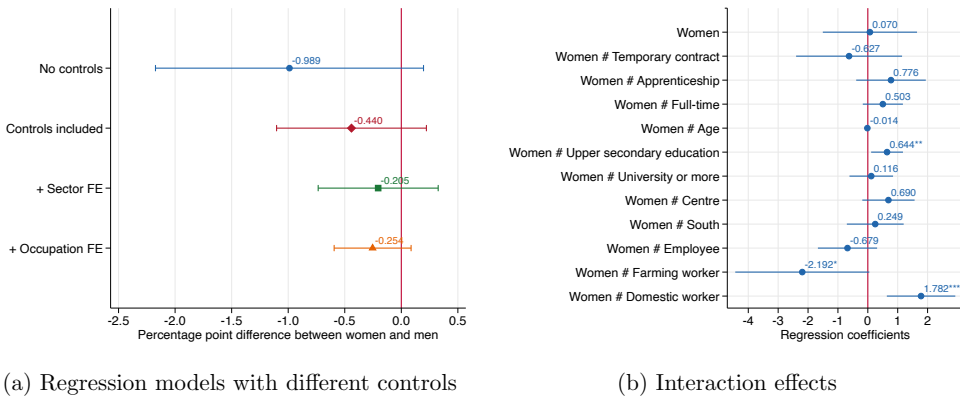 No controls
-0.989
Controls included
-0.440
+ Sector FE
-0.205
+ Occupation FE
-0.254
-2.5 -2.0 -1.5 -1.0 -0.5 0.0 0.5
Percentage point difference between women and men
(a) Regression models with different controls
Women
0.070
Women # Temporary contract
-0.627
Women # Apprenticeship
0.776
Women # Full-time
0.503
Women # Age
-0.014
Women # Upper secondary education
0.644**
Women # University or more
0.116
Women # Centre
0.690
Women # South
0.249
Women # Employee
-0.679
Women # Farming worker
-2.192*
Women # Domestic worker
1.782***
-4 -3 -2 -1 0 1 2
Regression coefficients
(b) Interaction effects